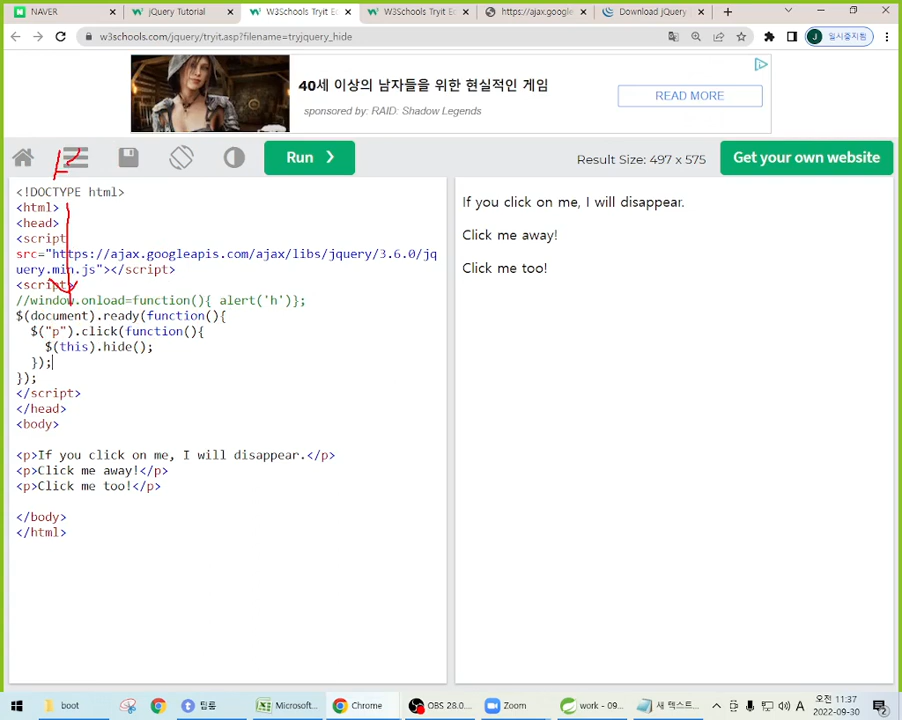 NAVER
jQuery Tutorial
W3Schools Tryit Ec
W3Schools Tryit Ec
https://ajax.googl
Download jQuery
w3schools.com/jquery/tryit.asp?filename=tryjquery_hide
J 일시중지됨
40세 이상의 남자들을 위한 현실적인 게임
sponsored by: RAID: Shadow Legends
READ MORE
Run
Result Size: 497 x 575
Get your own website
<!DOCTYPE html>
<html>
<head>
<script
src="https://ajax.googleapis.com/ajax/libs/jquery/3.6.0/jq
uery.min.js"></script>
<script>
//window.onload=function(){ alert('h')};
$(document).ready(function(){
$("p").click(function(){
$(this).hide();
});
});
</script>
</head>
<body>
<p>If you click on me, I will disappear.</p>
<p>Click me away!</p>
<p>Click me too!</p>
</body>
</html>
If you click on me, I will disappear.
Click me away!
Click me too!
boot
팀룸
Microsoft...
Chrome
OBS 28.0....
Zoom
work - 09...
새 텍스트...
A
오전 11:37
2022-09-30
2